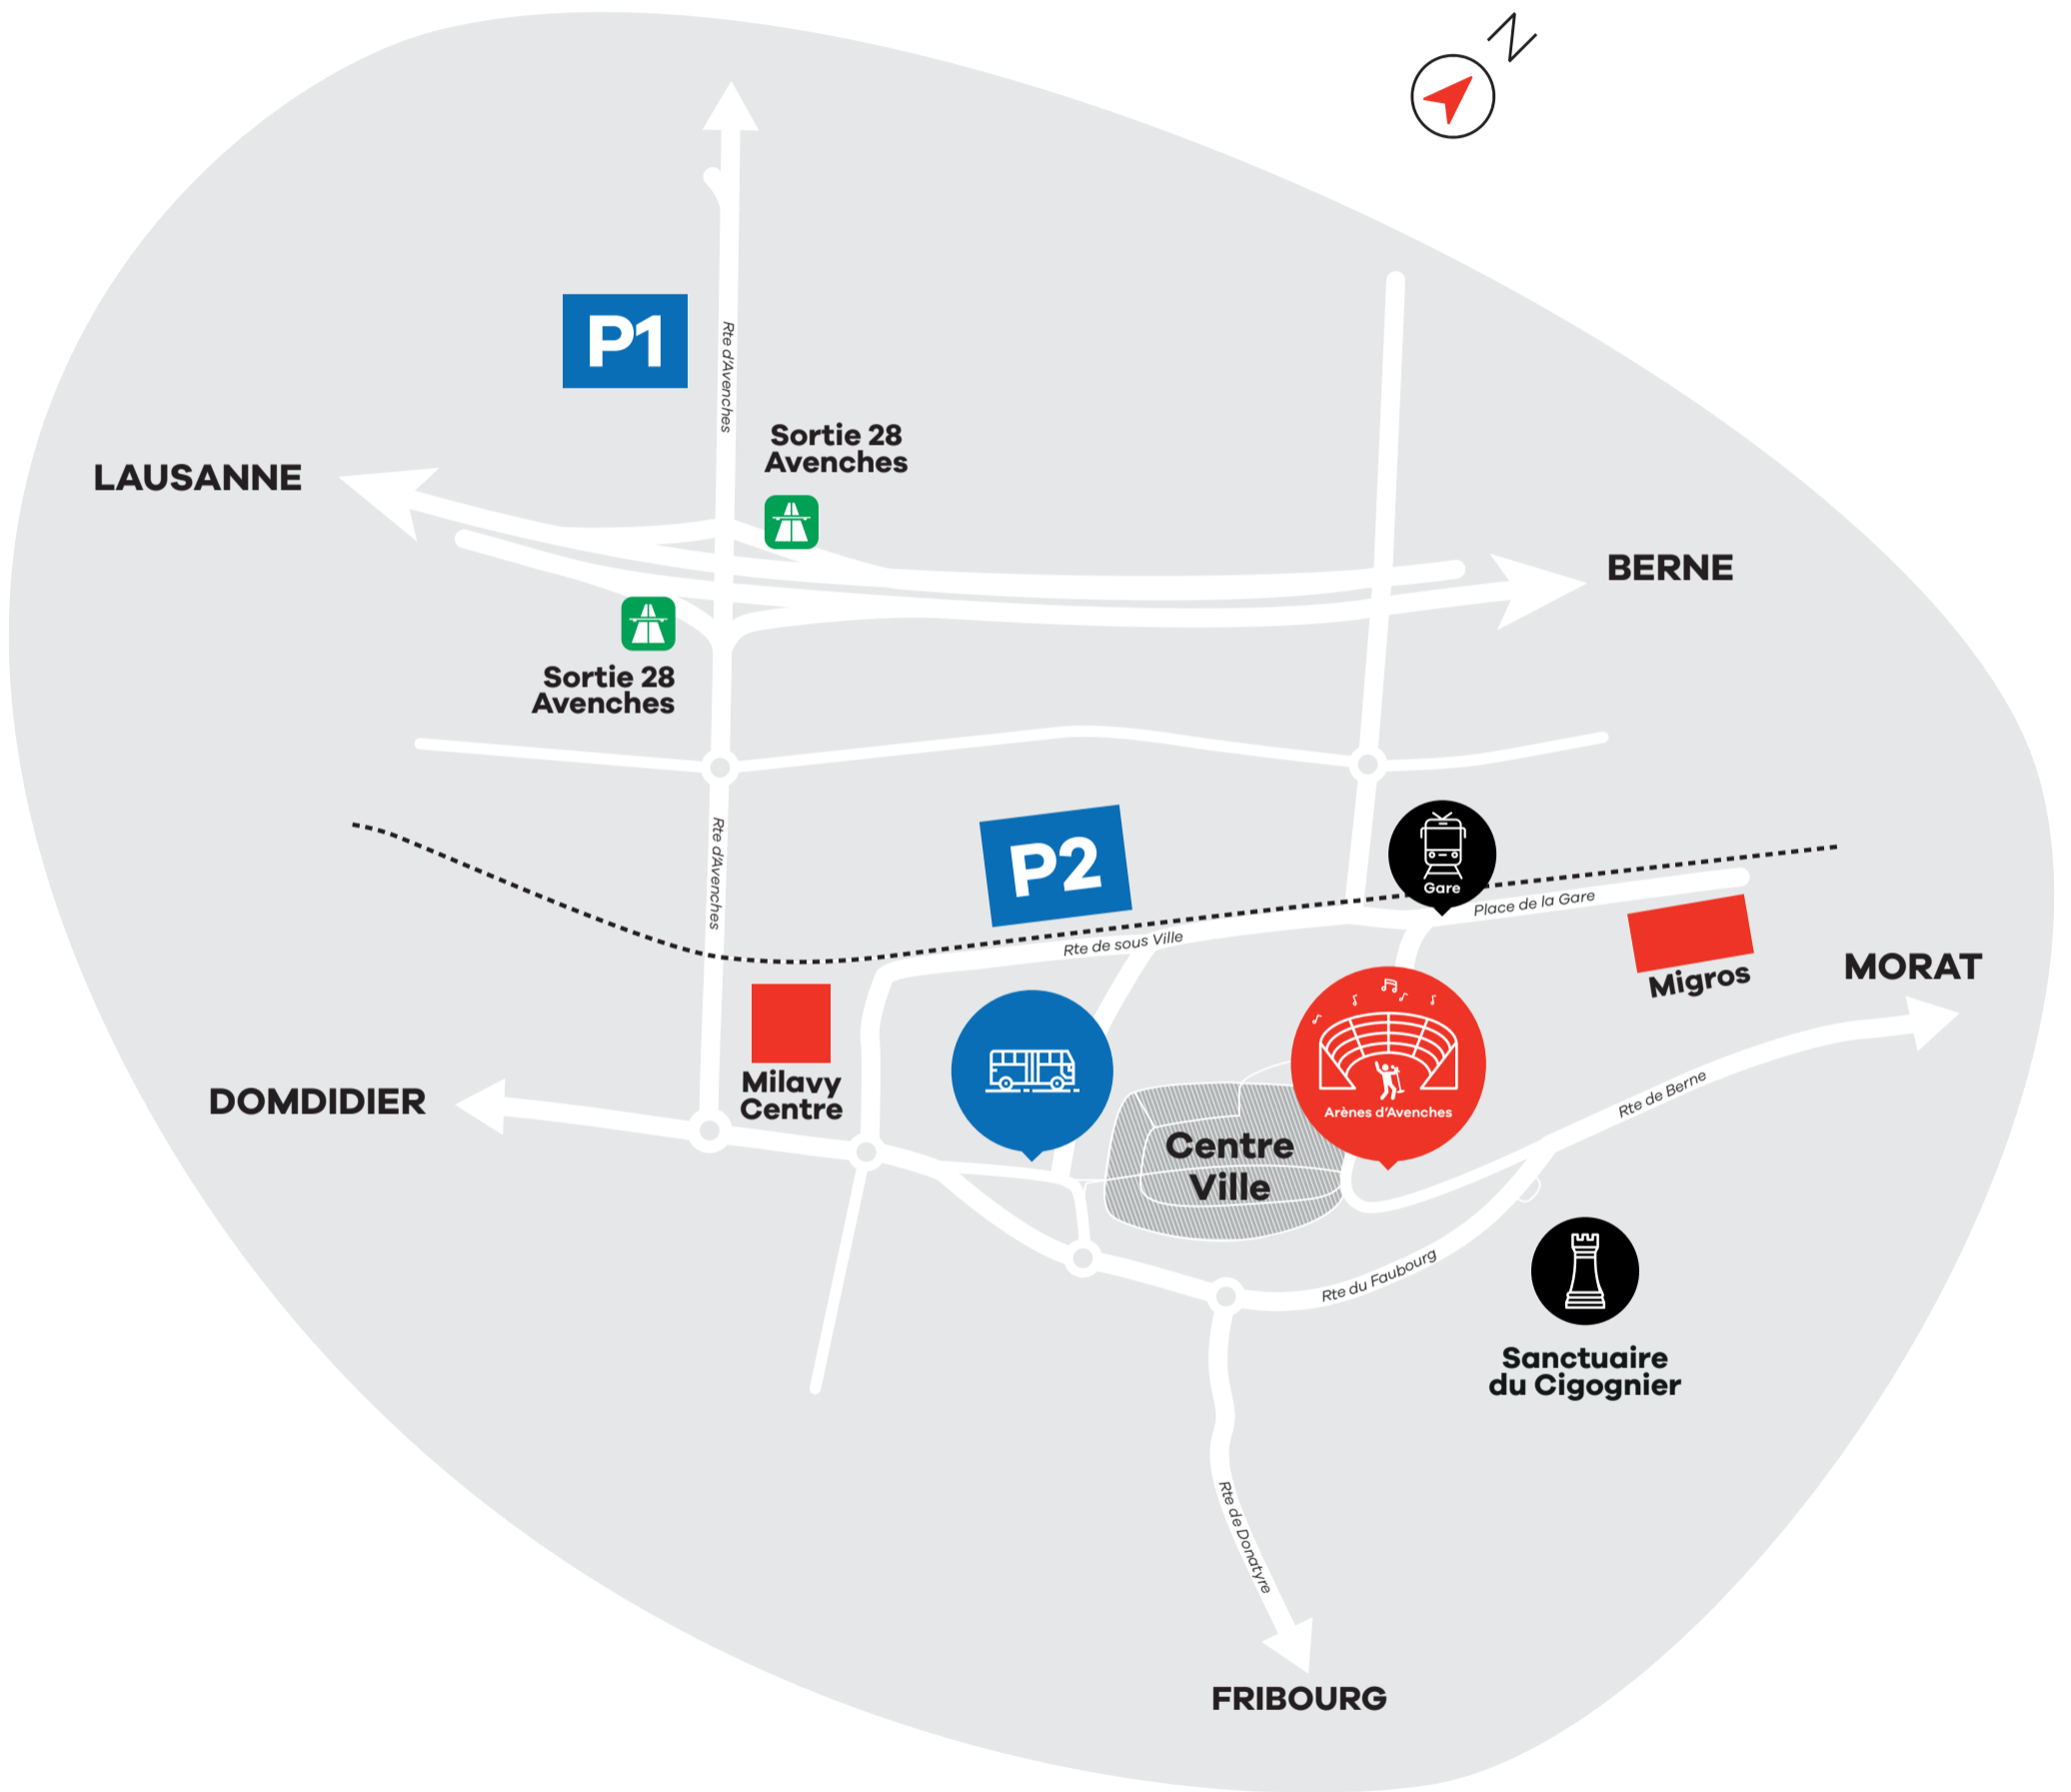 N
P1
Rte d'Avenches
Sortie 28
Avenches
LAUSANNE
BERNE
Sortie 28
Avenches
Rte d'Avenches
P2
Gare
Place de la Gare
Rte de sous Ville
Migros
MORAT
Milavy
Centre
DOMDIDIER
Arènes d'Avenches
Rte de Berne
Centre
Ville
Rte du Faubourg
Sanctuaire
du Cigognier
Rte de Donatyre
FRIBOURG